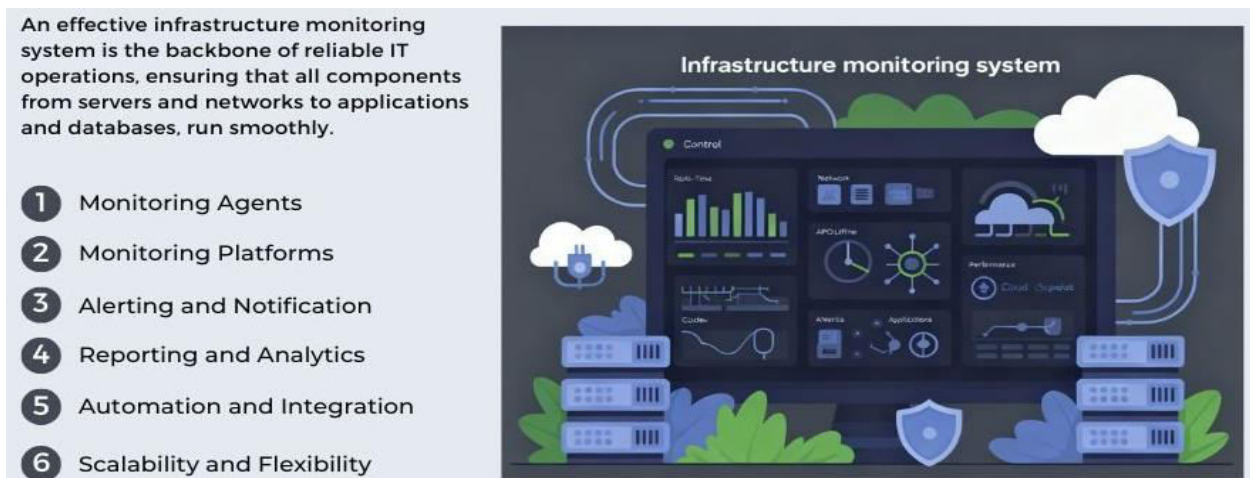 An effective infrastructure monitoring
system is the backbone of reliable IT
operations, ensuring that all components
from servers and networks to applications
and databases, run smoothly.
1 Monitoring Agents
2 Monitoring Platforms
3 Alerting and Notification
4 Reporting and Analytics
5 Automation and Integration
6 Scalability and Flexibility
Infrastructure monitoring system
Control
Network
Performance
Cloud
Applications